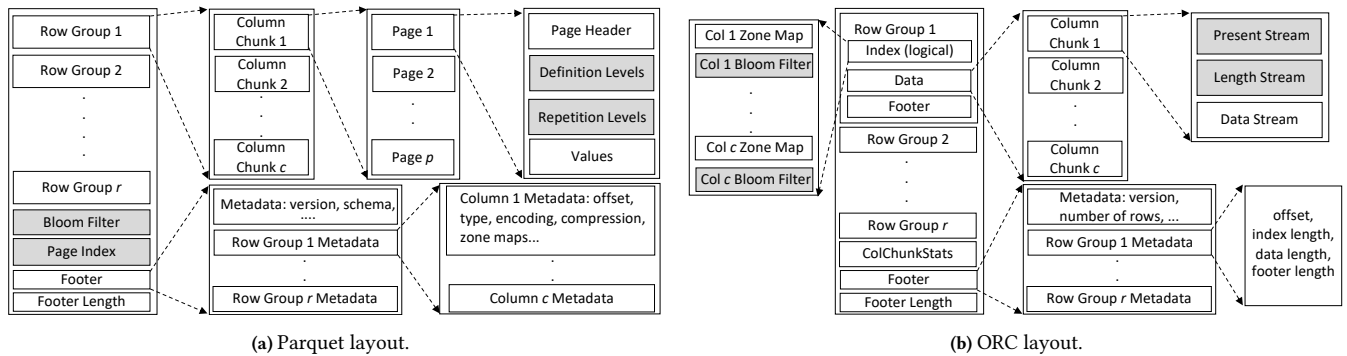 Row Group 1
Row Group 2
.
.
.
.
Row Group r
Bloom Filter
Page Index
Footer
Footer Length
Column
Chunk 1
Column
Chunk 2
.
.
.
Column
Chunk c
Page 1
Page 2
.
.
.
Page p
Page Header
Definition Levels
Repetition Levels
Values
Metadata: version, schema,
....
Row Group 1 Metadata
.
.
Row Group r Metadata
Column 1 Metadata: offset,
type, encoding, compression,
zone maps...
.
.
Column c Metadata
(a) Parquet layout.
Col 1 Zone Map
Col 1 Bloom Filter
.
.
.
Col c Zone Map
Col c Bloom Filter
Row Group 1
Index (logical)
Data
Footer
Row Group 2
.
.
.
Row Group r
ColChunkStats
Footer
Footer Length
Column
Chunk 1
Column
Chunk 2
.
.
.
Column
Chunk c
Present Stream
Length Stream
Data Stream
Metadata: version,
number of rows, ...
Row Group 1 Metadata
.
.
Row Group r Metadata
offset,
index length,
data length,
footer length
(b) ORC layout.